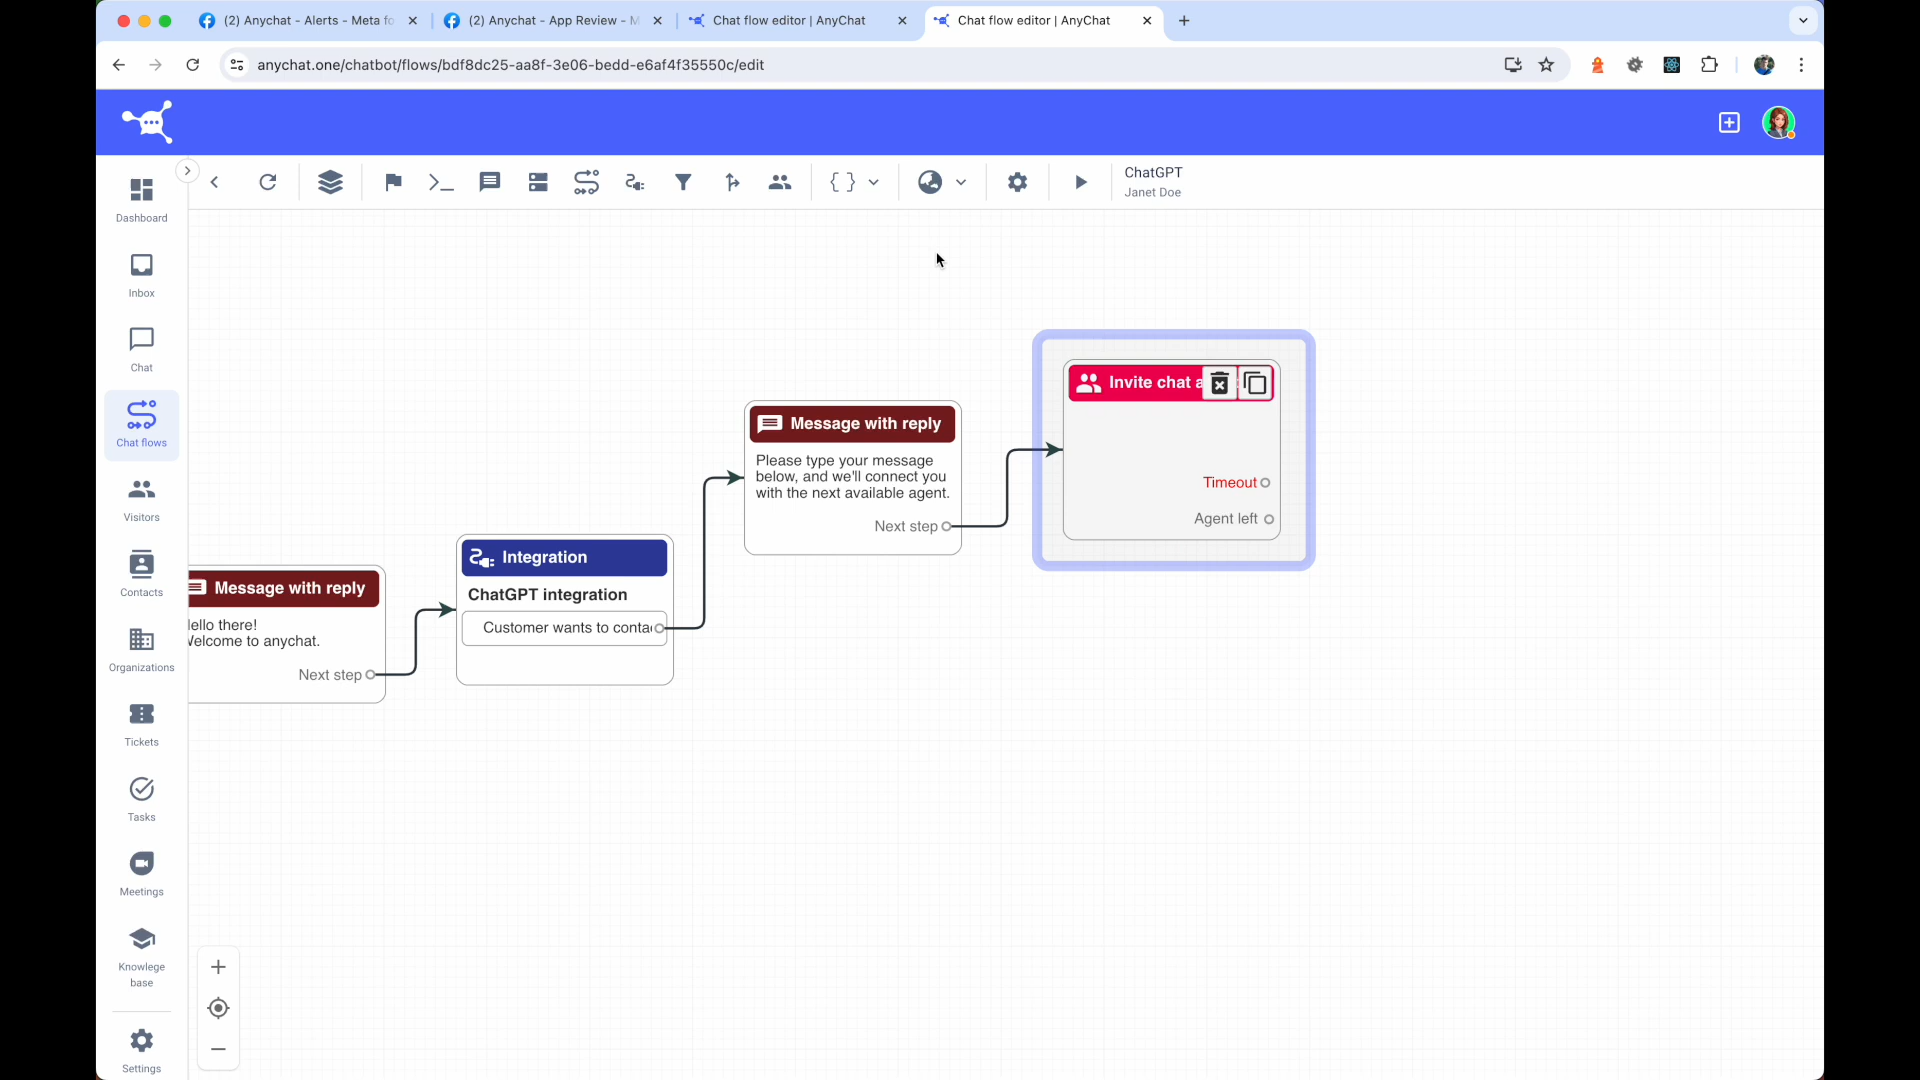 (2) Anychat - Alerts - Meta fo
(2) Anychat - App Review - M
Chat flow editor | AnyChat
Chat flow editor | AnyChat
anychat.one/chatbot/flows/bdf8dc25-aa8f-3e06-bedd-e6af4f35550c/edit
ChatGPT
Janet Doe
Dashboard
Inbox
Chat
Chat flows
Visitors
Contacts
Organizations
Tickets
Tasks
Meetings
Knowlege
base
Settings
Message with reply
ello there!
Welcome to anychat.
Next step
Integration
ChatGPT integration
Customer wants to conta
Message with reply
Please type your message
below, and we'll connect you
with the next available agent.
Next step
Invite chat a
Timeout
Agent left